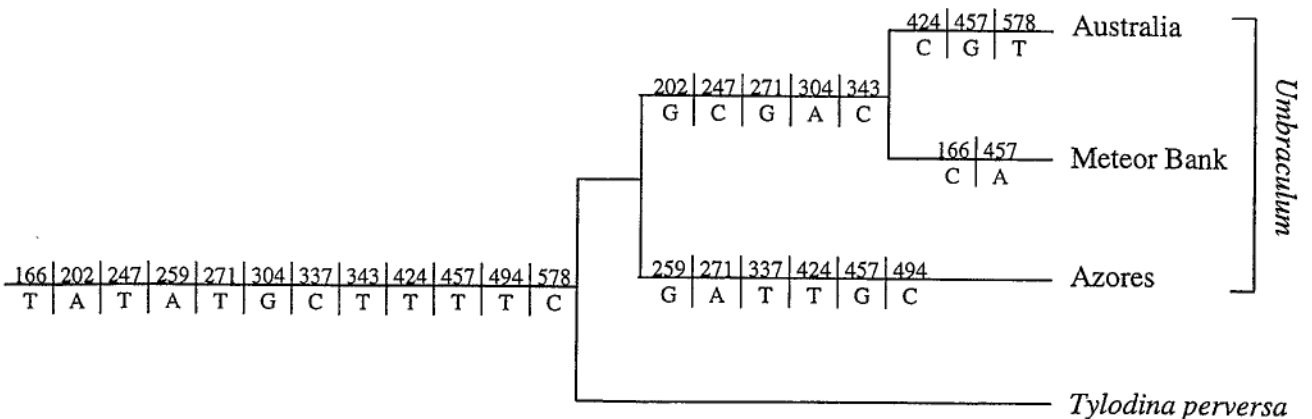 424 457 578
C G T
Australia
202 247 271 304 343
G C G A C
166 457
C A
Meteor Bank
Umbraculum
166 202 247 259 271 304 337 343 424 457 494 578
T A T A T G C T T T T C
259 271 337 424 457 494
G A T T G C
Azores
Tylodina perversa